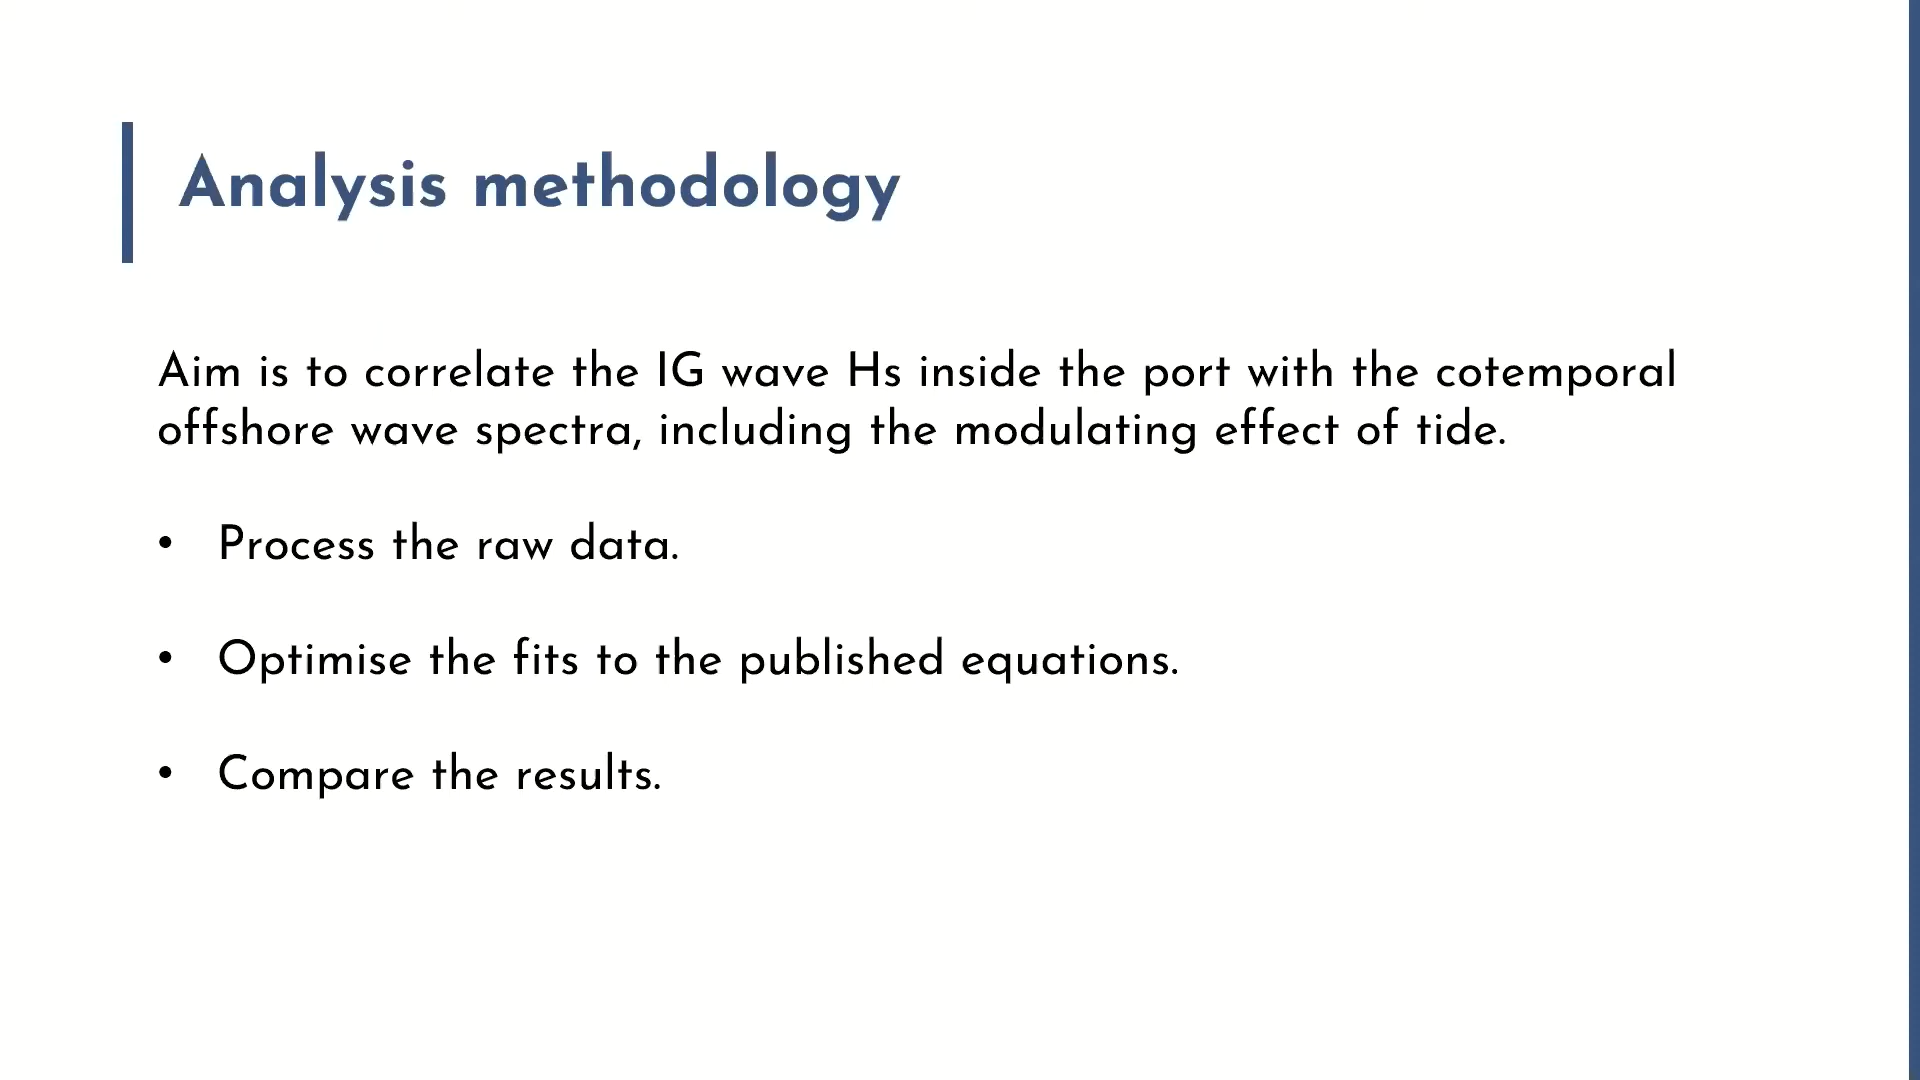 Analysis methodology
Aim is to correlate the IG wave Hs inside the port with the cotemporal
offshore wave spectra, including the modulating effect of tide.
• Process the raw data.
• Optimise the fits to the published equations.
• Compare the results.